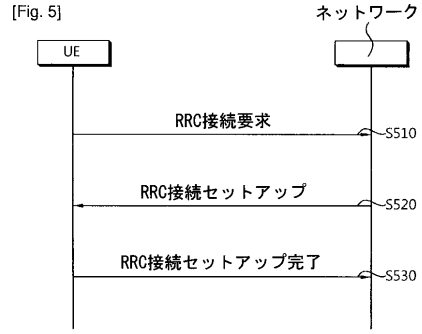 [Fig. 5]
ネットワーク
UE
RRC接続要求
S510
RRC接続セットアップ
S520
RRC接続セットアップ完了
S530